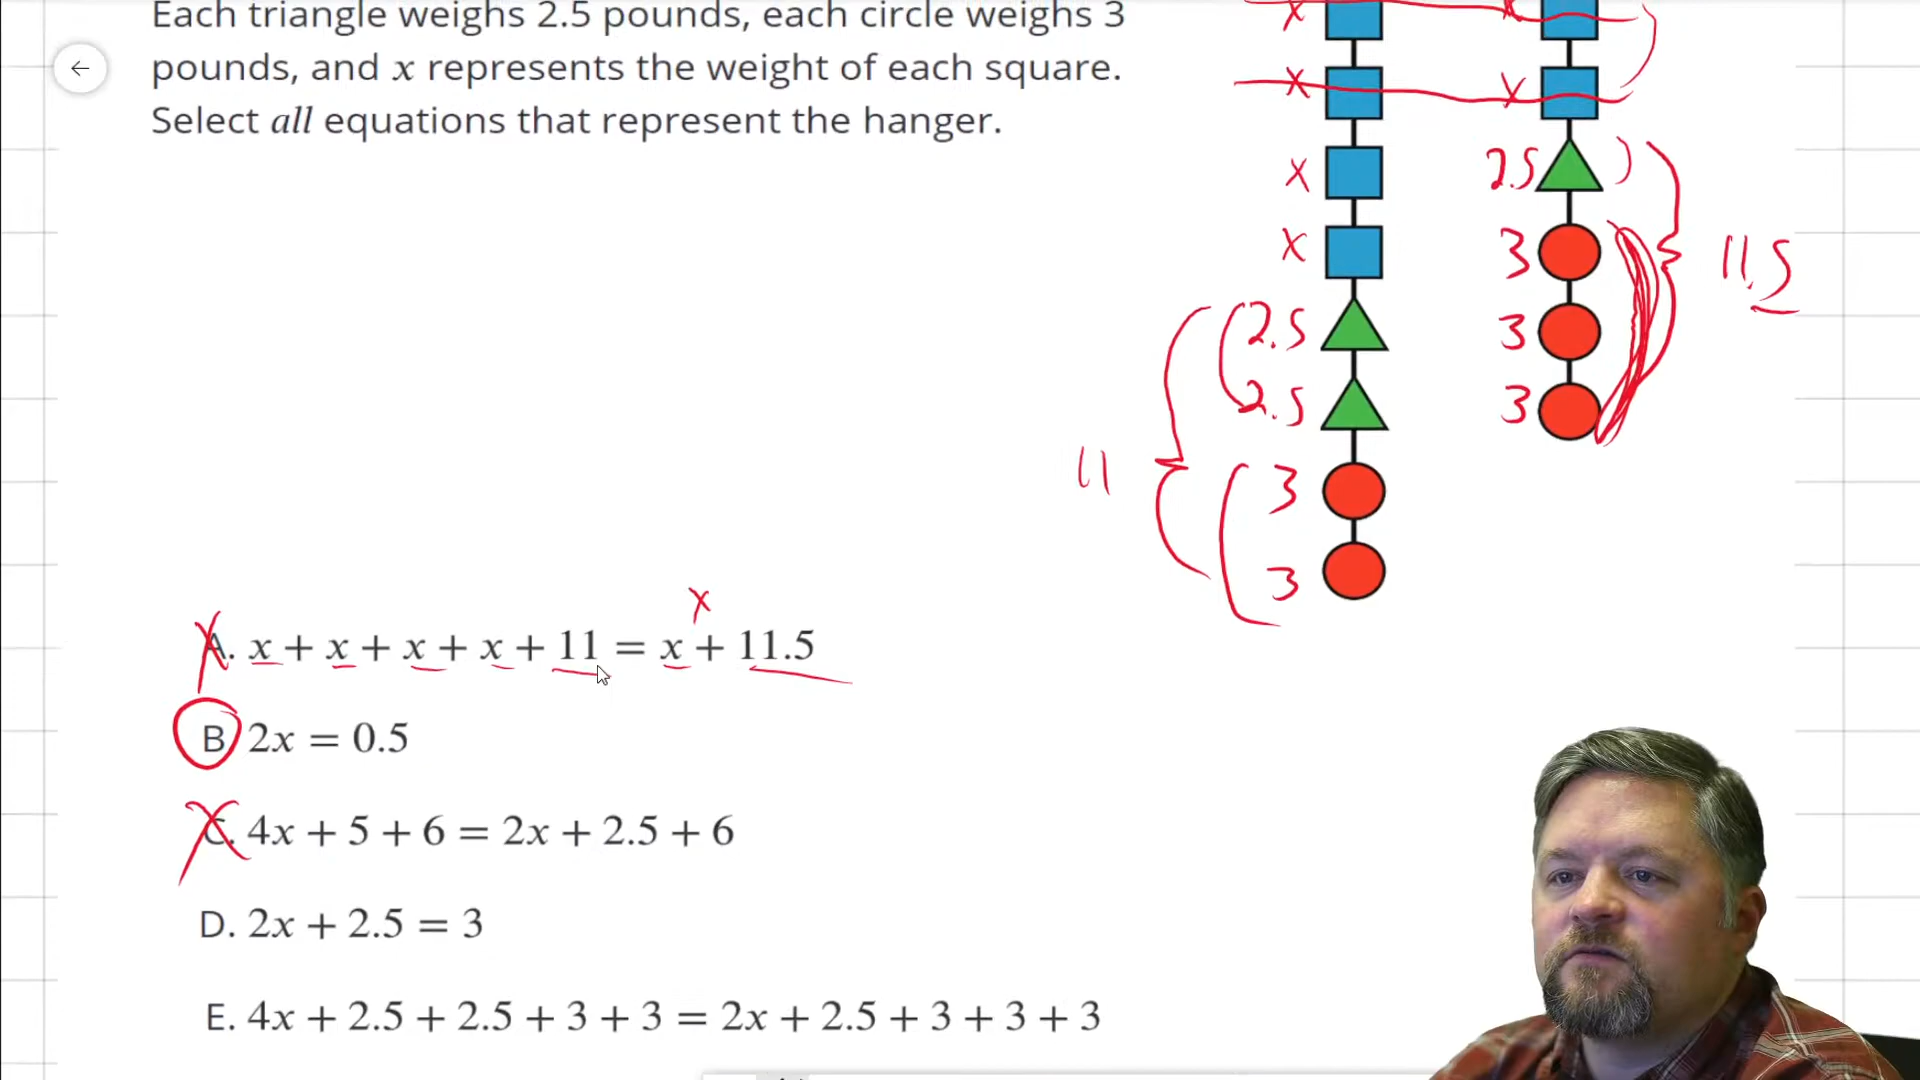 Each triangle weighs 2.5 pounds, each circle weighs 3
pounds, and x represents the weight of each square.
Select all equations that represent the hanger.
x x
x x
x 2.5
x 3 11.5
2.5 3
2.5 3
11 3
3
x
A. x + x + x + x + 11 = x + 11.5
B 2x = 0.5
C. 4x + 5 + 6 = 2x + 2.5 + 6
D. 2x + 2.5 = 3
E. 4x + 2.5 + 2.5 + 3 + 3 = 2x + 2.5 + 3 + 3 + 3